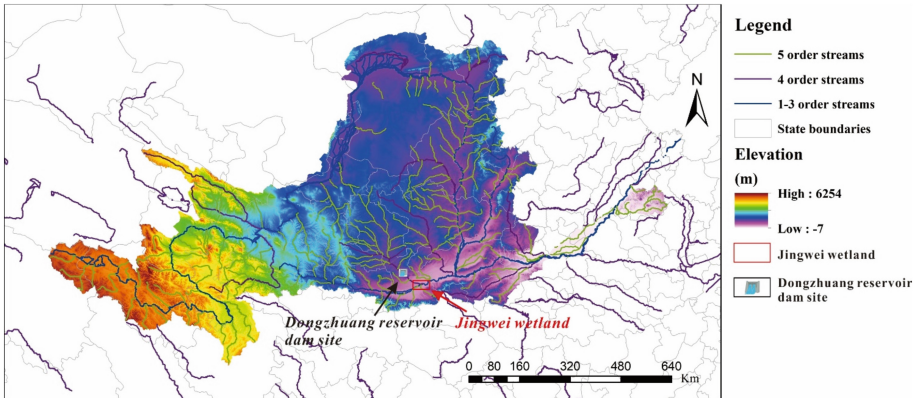 N
Dongzhuang reservoir
dam site
Jingwei wetland
0 80 160 320 480 640
Km
Legend
5 order streams
4 order streams
1-3 order streams
State boundaries
Elevation
(m)
High : 6254
Low : -7
Jingwei wetland
Dongzhuang reservoir
dam site